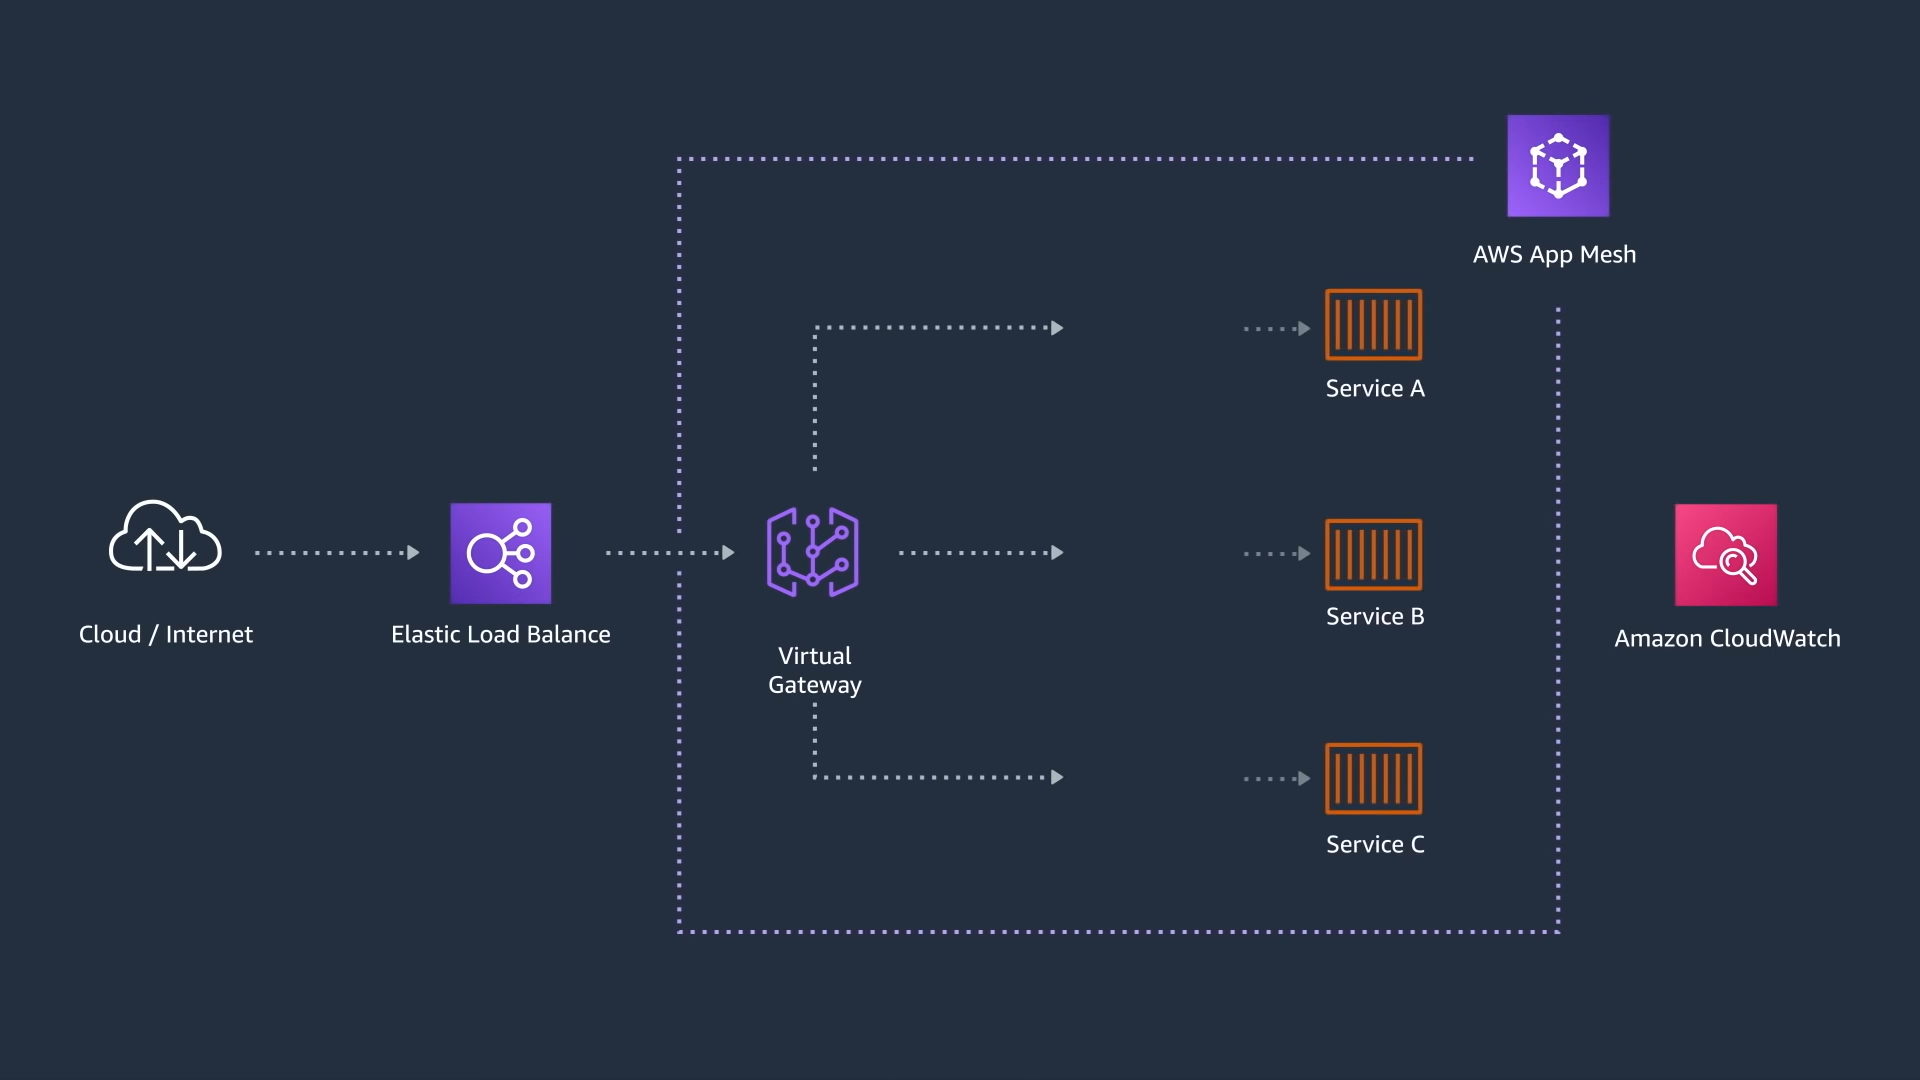 AWS App Mesh
Service A
Cloud / Internet
Elastic Load Balance
Virtual
Gateway
Service B
Amazon CloudWatch
Service C